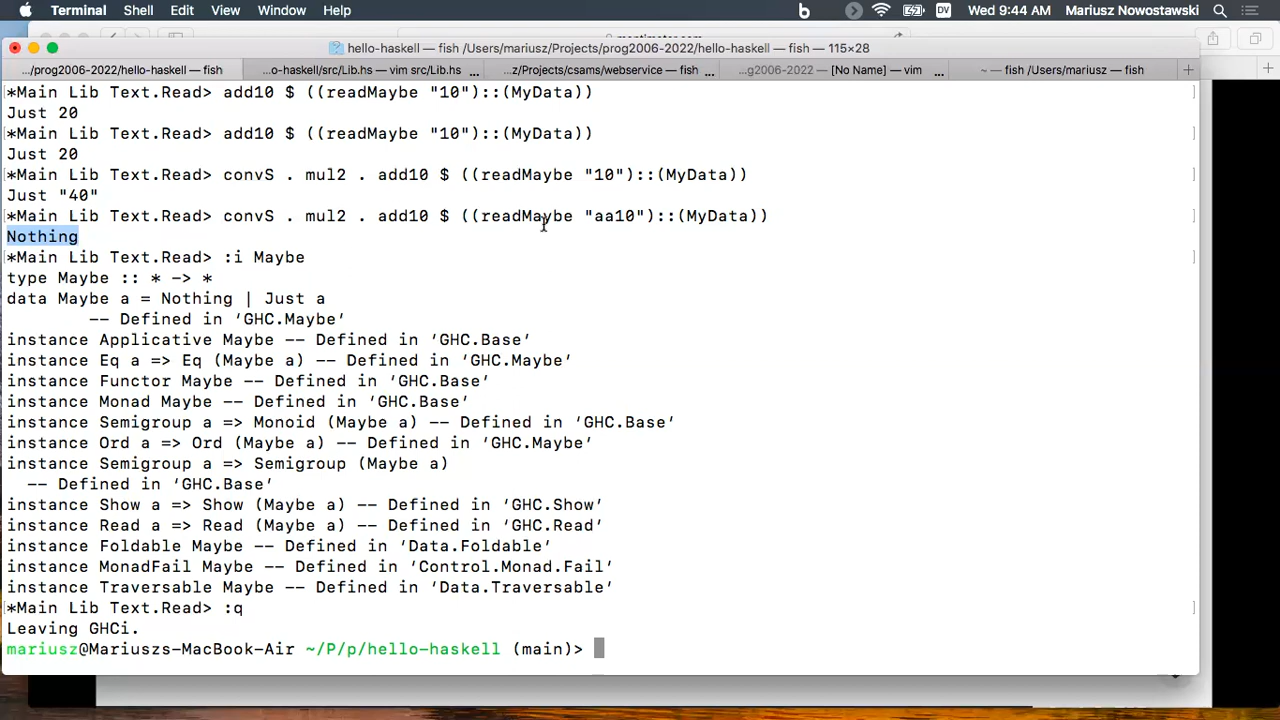 Terminal Shell Edit View Window Help DV Wed 9:44 AM Mariusz Nowostawski
hello-haskell — fish /Users/mariusz/Projects/prog2006-2022/hello-haskell — fish — 115×28
.../prog2006-2022/hello-haskell — fish ...o-haskell/src/Lib.hs — vim src/Lib.hs ... ...z/Projects/csams/webservice — fish ... ...g2006-2022 — [No Name] — vim ... ~ — fish /Users/mariusz — fish +
*Main Lib Text.Read> add10 $ ((readMaybe "10")::(MyData))
Just 20
*Main Lib Text.Read> add10 $ ((readMaybe "10")::(MyData))
Just 20
*Main Lib Text.Read> convS . mul2 . add10 $ ((readMaybe "10")::(MyData))
Just "40"
*Main Lib Text.Read> convS . mul2 . add10 $ ((readMaybe "aa10")::(MyData))
Nothing
*Main Lib Text.Read> :i Maybe
type Maybe :: * -> *
data Maybe a = Nothing | Just a
-- Defined in ‘GHC.Maybe’
instance Applicative Maybe -- Defined in ‘GHC.Base’
instance Eq a => Eq (Maybe a) -- Defined in ‘GHC.Maybe’
instance Functor Maybe -- Defined in ‘GHC.Base’
instance Monad Maybe -- Defined in ‘GHC.Base’
instance Semigroup a => Monoid (Maybe a) -- Defined in ‘GHC.Base’
instance Ord a => Ord (Maybe a) -- Defined in ‘GHC.Maybe’
instance Semigroup a => Semigroup (Maybe a)
-- Defined in ‘GHC.Base’
instance Show a => Show (Maybe a) -- Defined in ‘GHC.Show’
instance Read a => Read (Maybe a) -- Defined in ‘GHC.Read’
instance Foldable Maybe -- Defined in ‘Data.Foldable’
instance MonadFail Maybe -- Defined in ‘Control.Monad.Fail’
instance Traversable Maybe -- Defined in ‘Data.Traversable’
*Main Lib Text.Read> :q
Leaving GHCi.
mariusz@Mariuszs-MacBook-Air ~/P/p/hello-haskell (main)>